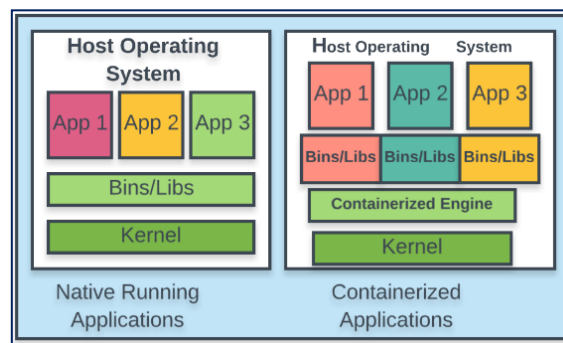 Host Operating
System
App 1 App 2 App 3
Bins/Libs
Kernel
Native Running
Applications
Host Operating System
App 1 App 2 App 3
Bins/Libs Bins/Libs Bins/Libs
Containerized Engine
Kernel
Containerized
Applications